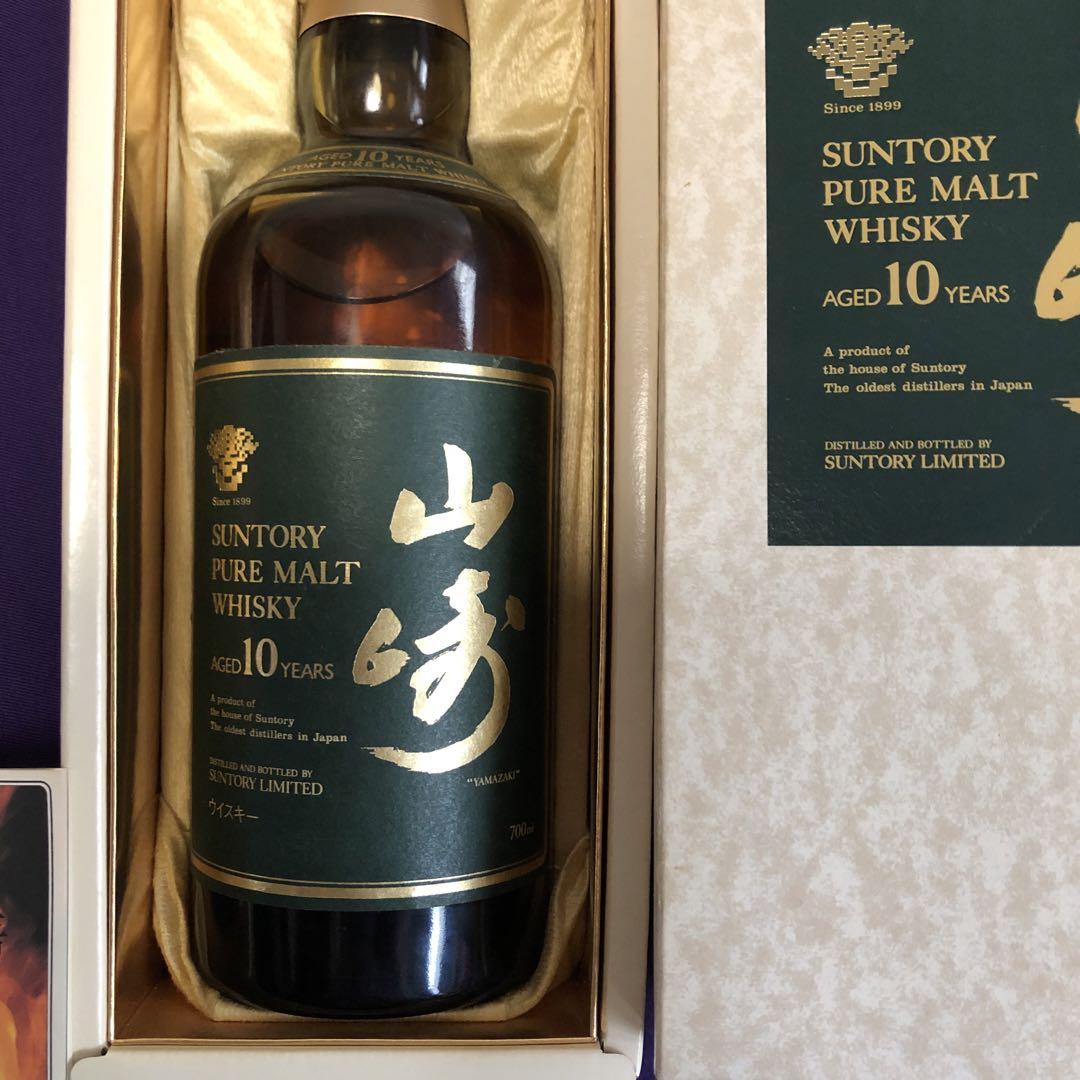 AGED 10 YEARS
PURE MALT WHISKY
Since 1899
SUNTORY
PURE MALT
WHISKY
AGED 10 YEARS
A product of
the house of Suntory
The oldest distillers in Japan
DISTILLED AND BOTTLED BY
SUNTORY LIMITED
ウイスキー
山崎
"YAMAZAKI"
700ml
Since 1899
SUNTORY
PURE MALT
WHISKY
AGED 10 YEARS
A product of
the house of Suntory
The oldest distillers in Japan
DISTILLED AND BOTTLED BY
SUNTORY LIMITED